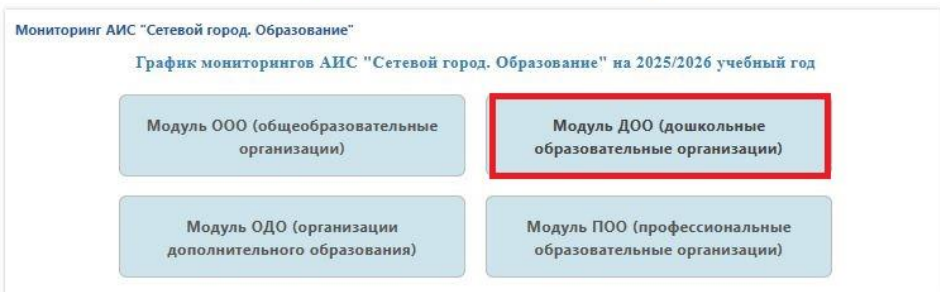 Мониторинг АИС "Сетевой город. Образование"
График мониторингов АИС "Сетевой город. Образование" на 2025/2026 учебный год
Модуль ООО (общеобразовательные
организации)
Модуль ДОО (дошкольные
образовательные организации)
Модуль ОДО (организации
дополнительного образования)
Модуль ПОО (профессиональные
образовательные организации)